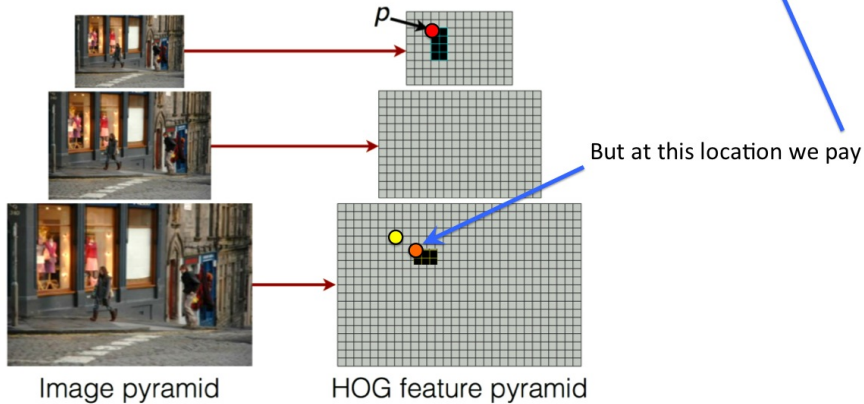 p
But at this location we pay
Image pyramid
HOG feature pyramid